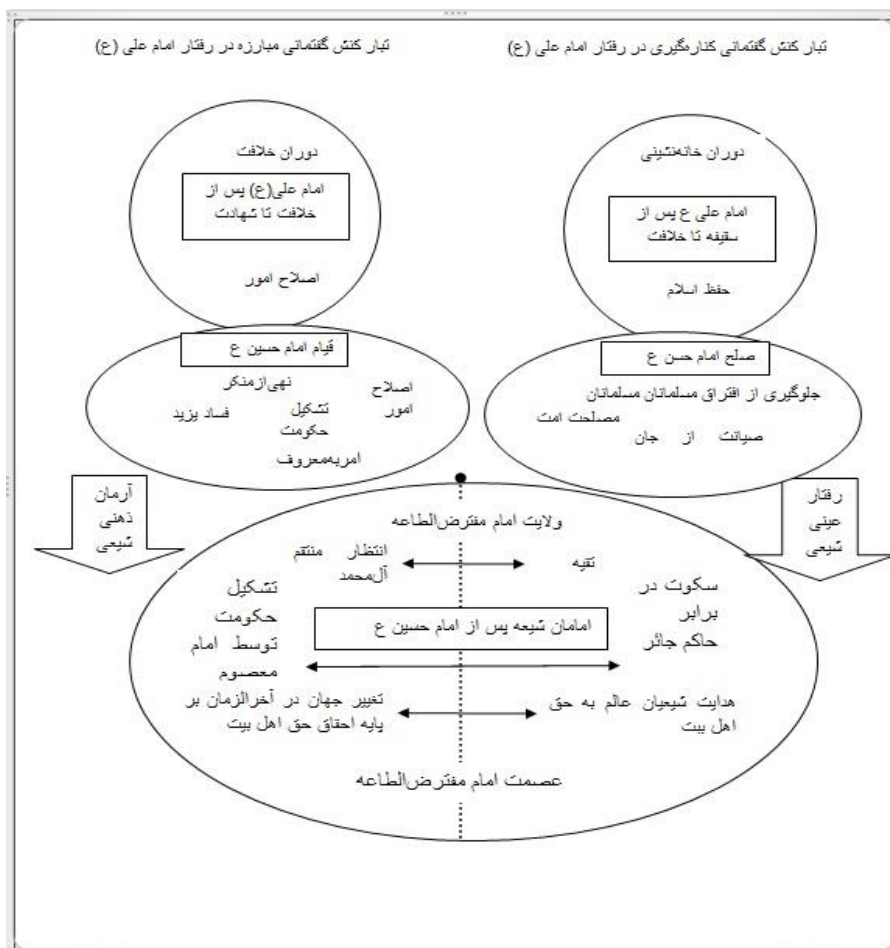 تبار کنش گفتمانی کناره‌گیری در رفتار امام علی (ع)
تبار کنش گفتمانی مبارزه در رفتار امام علی (ع)
دوران خانه‌نشینی
امام علی ع پس از
سقیفه تا خلافت
حفظ اسلام
دوران خلافت
امام علی(ع) پس از
خلافت تا شهادت
اصلاح امور
صلح امام حسن ع
جلوگیری از افتراق مسلمانان مسلمانان
مصلحت امت
صیانت از جان
قیام امام حسین ع
نهی‌ازمنکر
اصلاح
امور
تشکیل
حکومت
فساد یزید
امربه‌معروف
رفتار
عینی
شیعی
آرمان
ذهنی
شیعی
ولایت امام مفترض‌الطاعه
تقیه
انتظار منتقم
آل‌محمد
سکوت در
برابر
حاکم جائر
تشکیل
حکومت
توسط امام
معصوم
امامان شیعه پس از امام حسین ع
هدایت شیعیان عالم به حق
اهل بیت
تغییر جهان در آخرالزمان بر
پایه احقاق حق اهل بیت
عصمت امام مفترض‌الطاعه